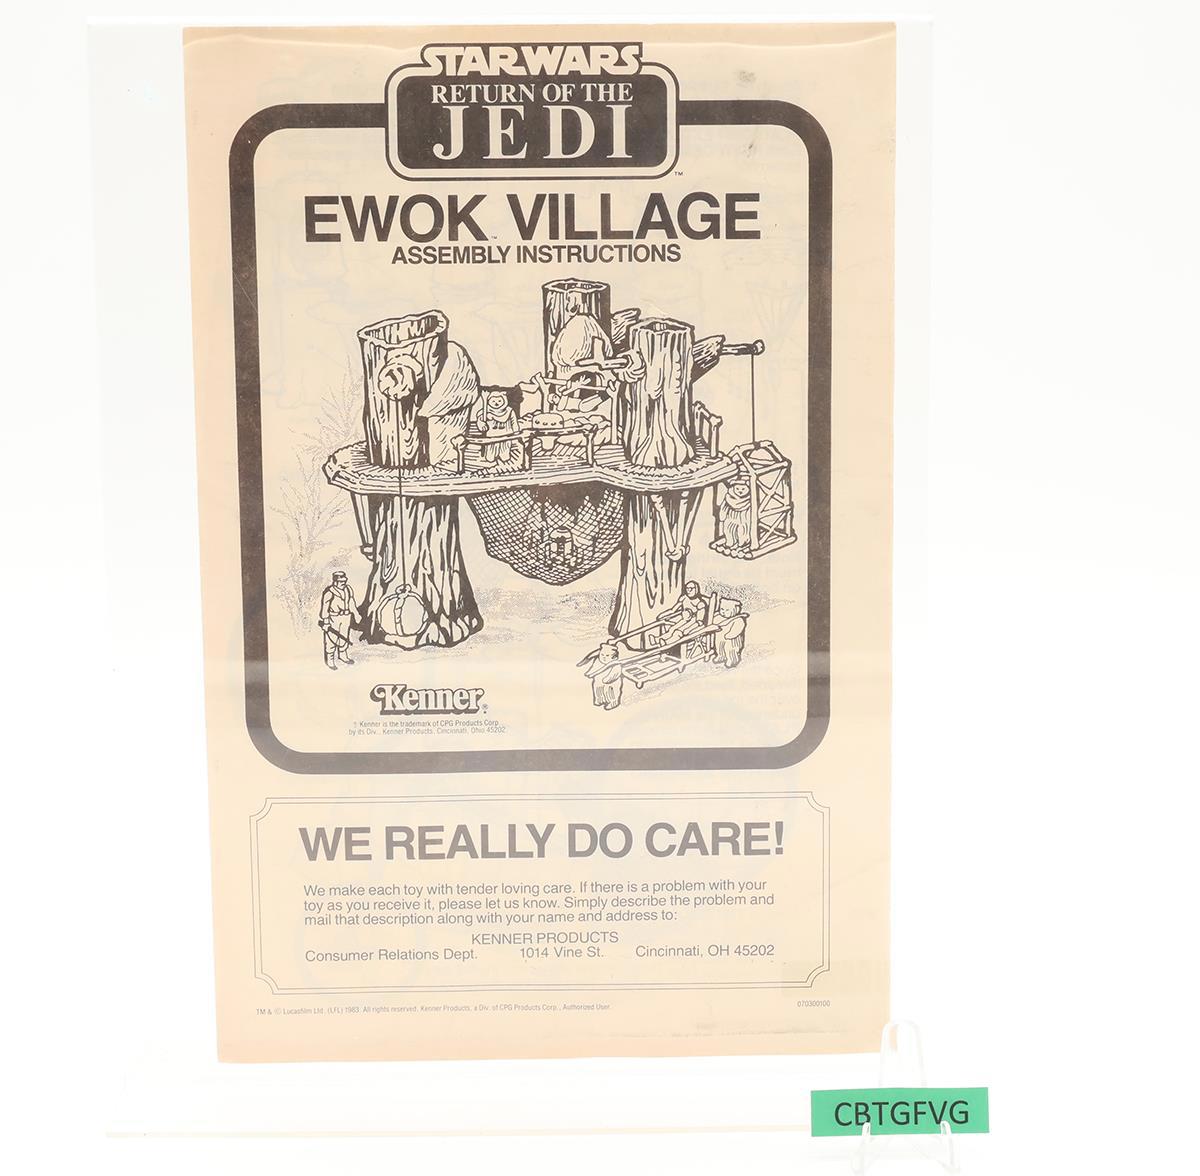 STAR WARS
RETURN OF THE
JEDI
™
EWOK™ VILLAGE
ASSEMBLY INSTRUCTIONS
Kenner®
Kenner is the trademark of CPG Products Corp.
by its Div., Kenner Products, Cincinnati, Ohio 45202.
WE REALLY DO CARE!
We make each toy with tender loving care. If there is a problem with your
toy as you receive it, please let us know. Simply describe the problem and
mail that description along with your name and address to:
KENNER PRODUCTS
Consumer Relations Dept. 1014 Vine St. Cincinnati, OH 45202
TM & © Lucasfilm Ltd. (LFL) 1983. All rights reserved. Kenner Products, a Div. of CPG Products Corp., Authorized User.
070300100
CBTGFVG